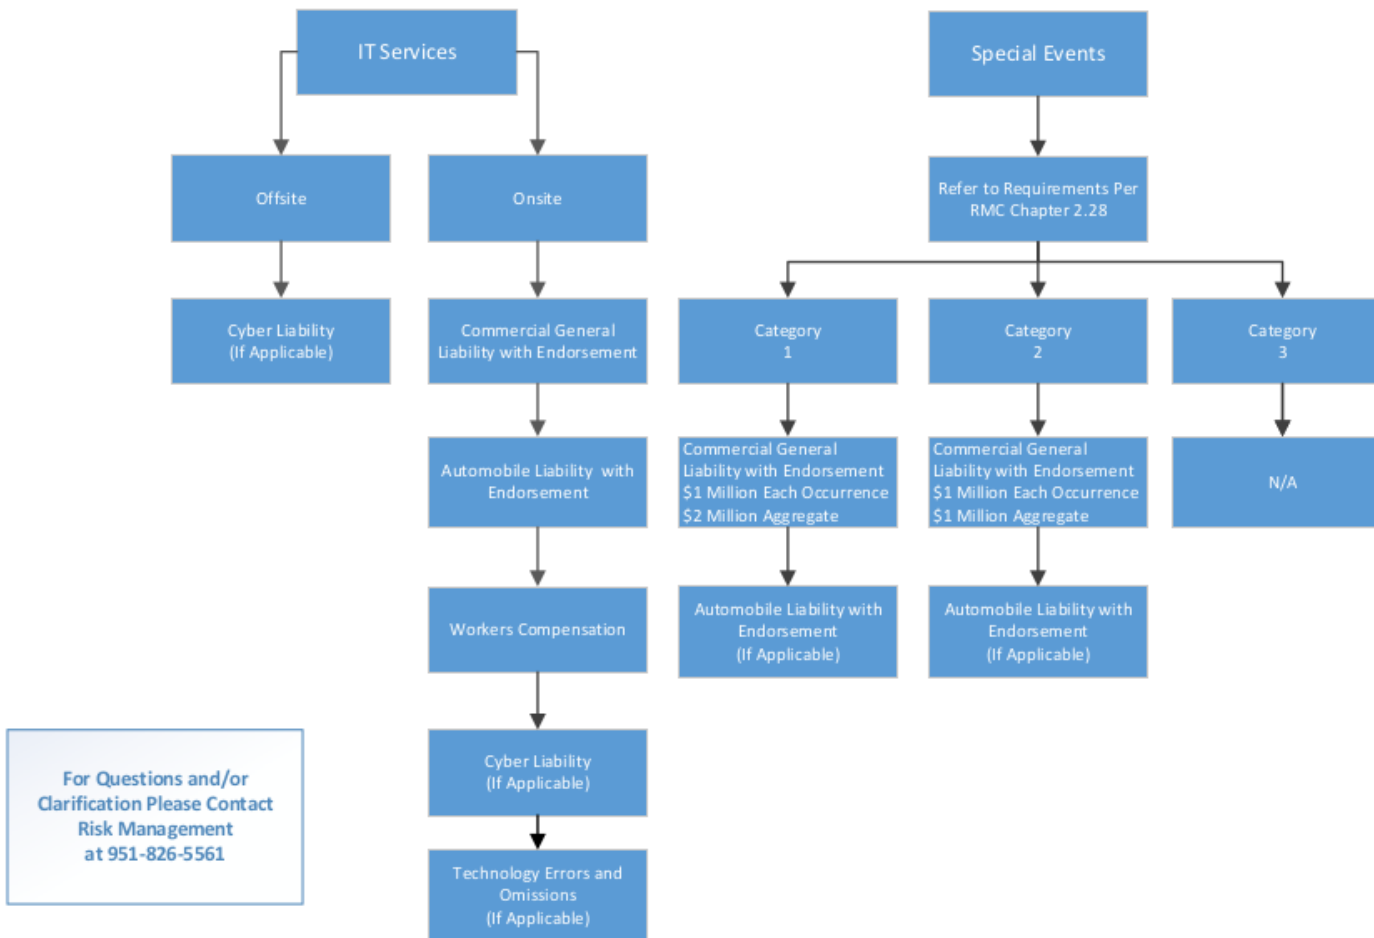 IT Services
Special Events
Offsite
Onsite
Refer to Requirements Per
RMC Chapter 2.28
Cyber Liability
(If Applicable)
Commercial General
Liability with Endorsement
Category
1
Category
2
Category
3
Automobile Liability with
Endorsement
Commercial General
Liability with Endorsement
$1 Million Each Occurrence
$2 Million Aggregate
Commercial General
Liability with Endorsement
$1 Million Each Occurrence
$1 Million Aggregate
N/A
Workers Compensation
Automobile Liability with
Endorsement
(If Applicable)
Automobile Liability with
Endorsement
(If Applicable)
Cyber Liability
(If Applicable)
For Questions and/or
Clarification Please Contact
Risk Management
at 951-826-5561
Technology Errors and
Omissions
(If Applicable)